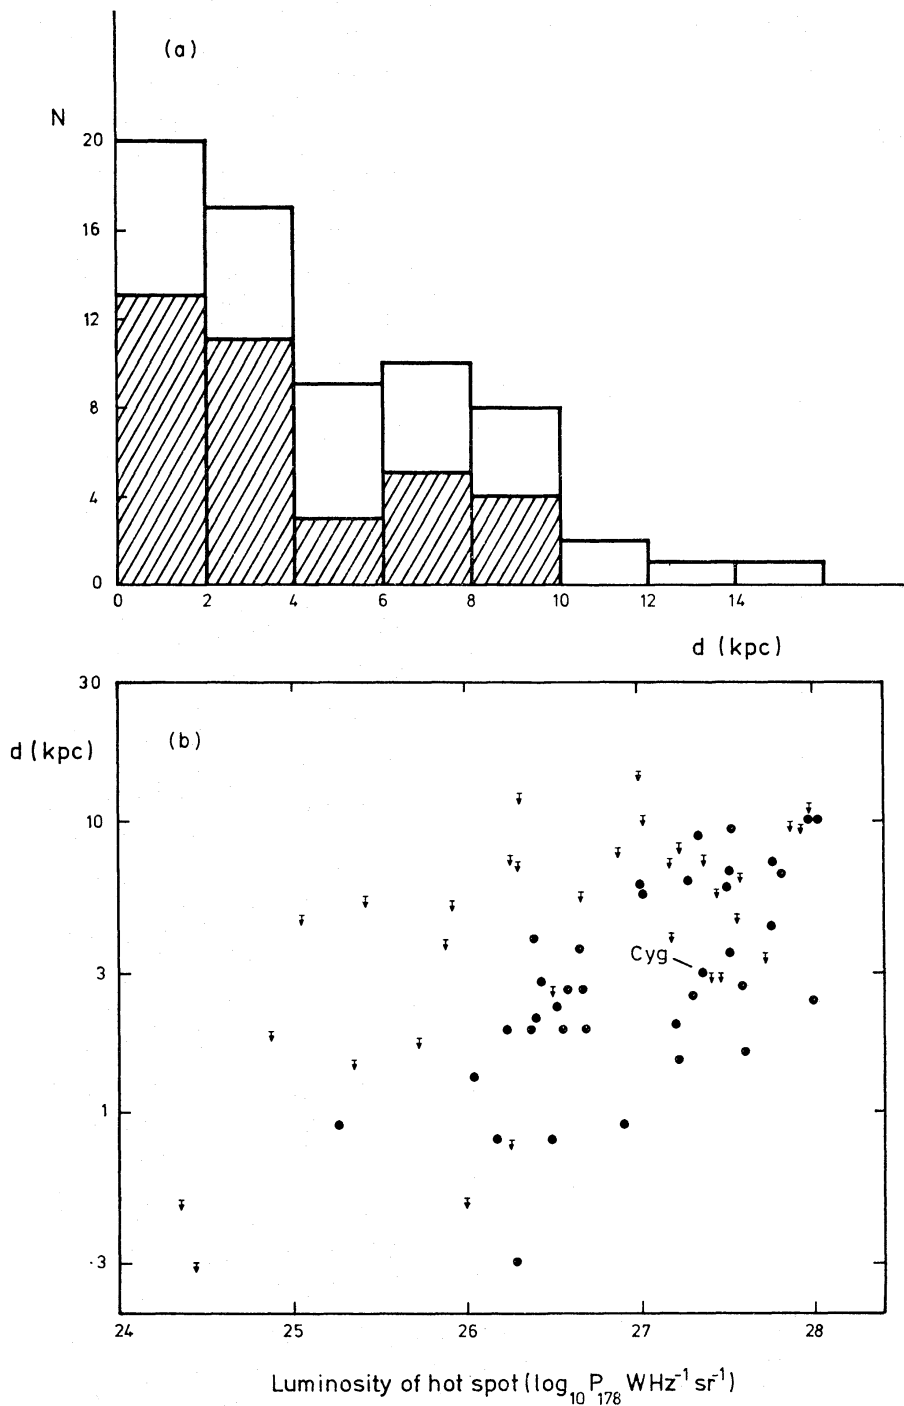 (a)
N
20
16
12
8
4
0
0 2 4 6 8 10 12 14
d (kpc)
30
d (kpc)
(b)
10
Cyg
3
1
·3
24 25 26 27 28
Luminosity of hot spot (log₁₀ P₁₇₈ WHz⁻¹ sr⁻¹)